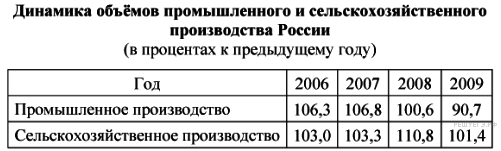 Динамика объёмов промышленного и сельскохозяйственного
производства России
(в процентах к предыдущему году)
Год 2006 2007 2008 2009
Промышленное производство 106,3 106,8 100,6 90,7
Сельскохозяйственное производство 103,0 103,3 110,8 101,4